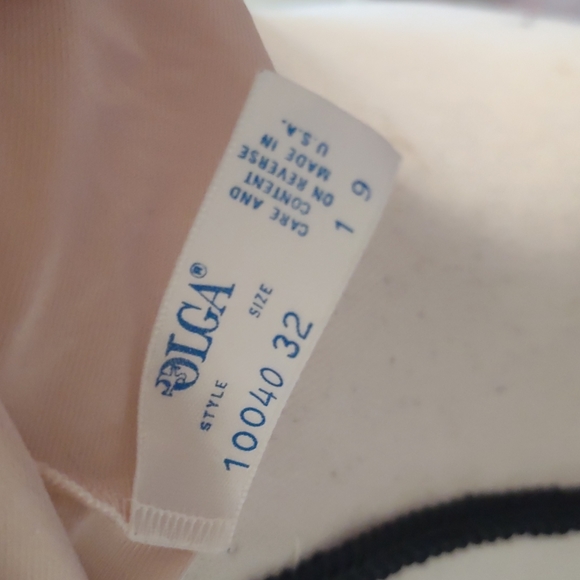 OLGA®
STYLE SIZE
10040 32
CARE AND
CONTENT
ON REVERSE
MADE IN
U.S.A.
1 9